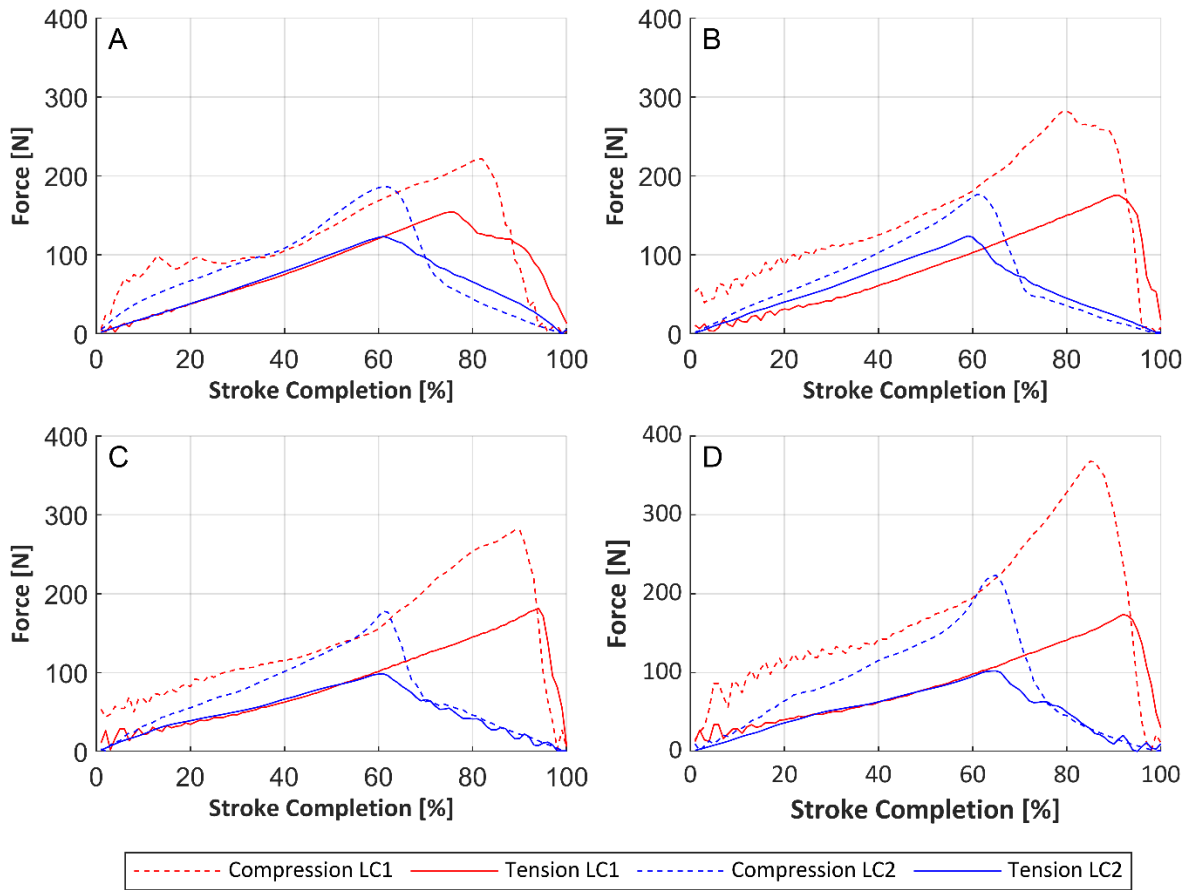 A
400
300
200
100
0
Force [N]
0 20 40 60 80 100
Stroke Completion [%]
B
400
300
200
100
0
Force [N]
0 20 40 60 80 100
Stroke Completion [%]
C
400
300
200
100
0
Force [N]
0 20 40 60 80 100
Stroke Completion [%]
D
400
300
200
100
0
Force [N]
0 20 40 60 80 100
Stroke Completion [%]
Compression LC1 Tension LC1 Compression LC2 Tension LC2